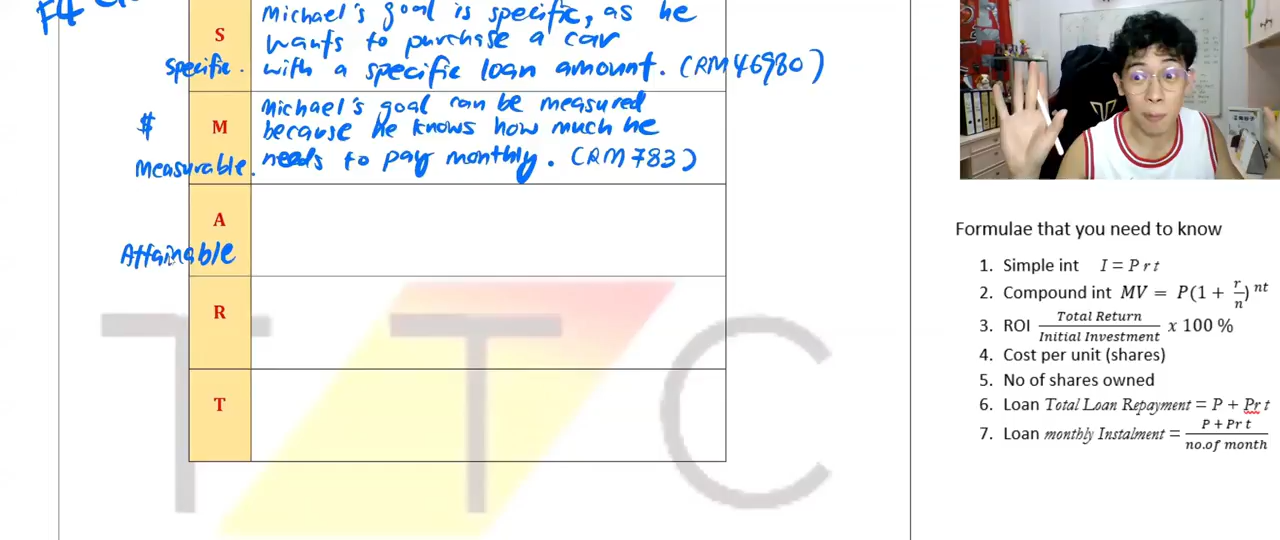 F4
S
Specific.
Michael's goal is specific, as he
wants to purchase a car
with a specific loan amount. (RM46980)
$
M
Measurable.
Michael's goal can be measured
because he knows how much he
needs to pay monthly. (RM783)
A
Attainable
R
T
TTC
Formulae that you need to know
1. Simple int I = P r t
2. Compound int MV = P(1 + r/n)^nt
3. ROI Total Return/Initial Investment x 100 %
4. Cost per unit (shares)
5. No of shares owned
6. Loan Total Loan Repayment = P + Pr t
7. Loan monthly Instalment = P + Pr t/no.of month